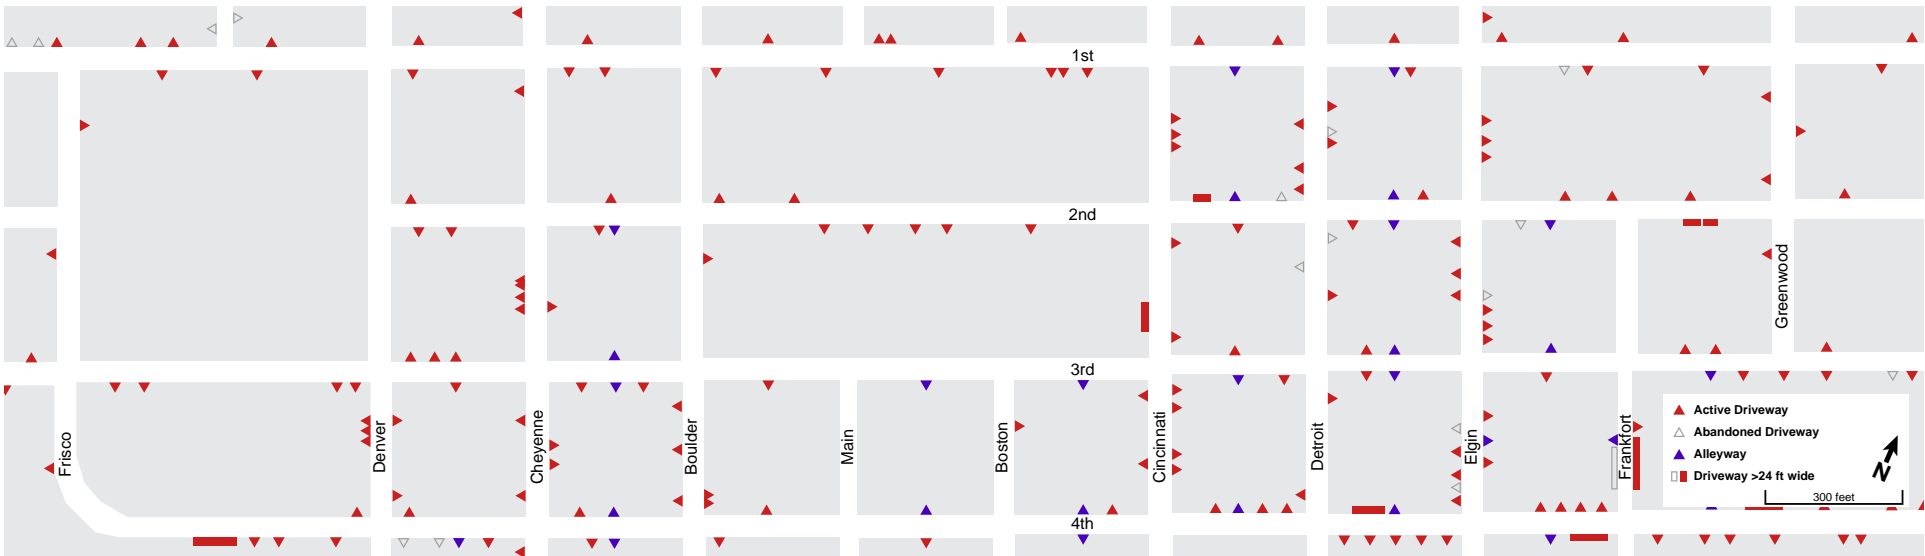 1st
2nd
Greenwood
3rd
Frisco
Denver
Cheyenne
Boulder
Main
Boston
Cincinnati
Detroit
Elgin
Frankfort
Active Driveway
Abandoned Driveway
Alleyway
Driveway >24 ft wide
N
300 feet
4th